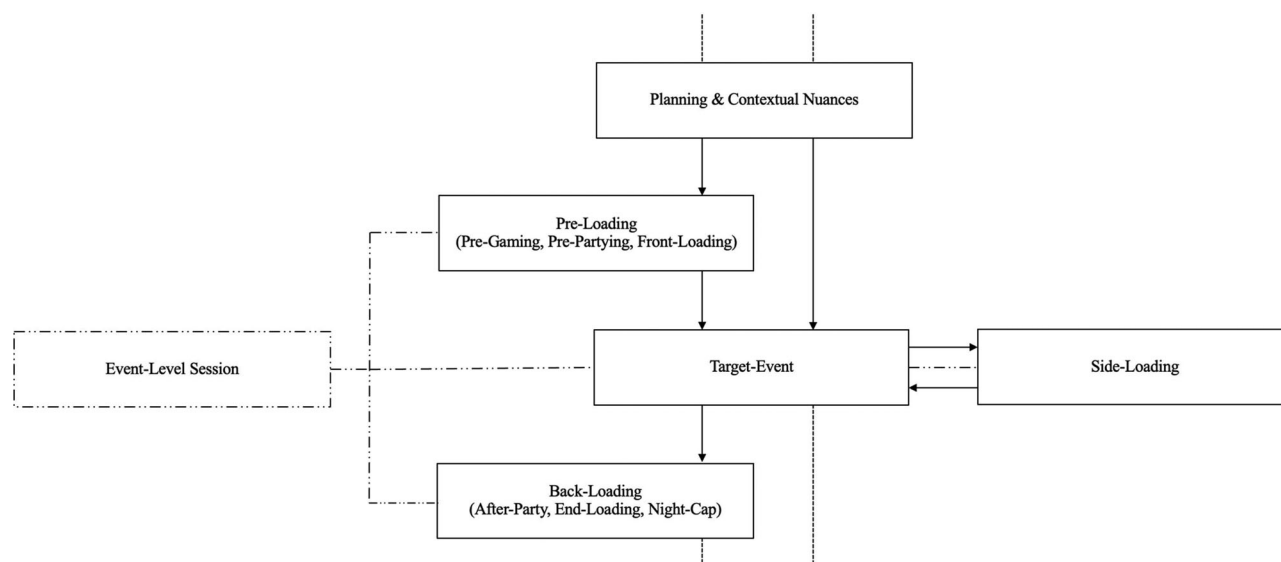 Planning & Contextual Nuances
Pre-Loading
(Pre-Gaming, Pre-Partying, Front-Loading)
Event-Level Session
Target-Event
Side-Loading
Back-Loading
(After-Party, End-Loading, Night-Cap)